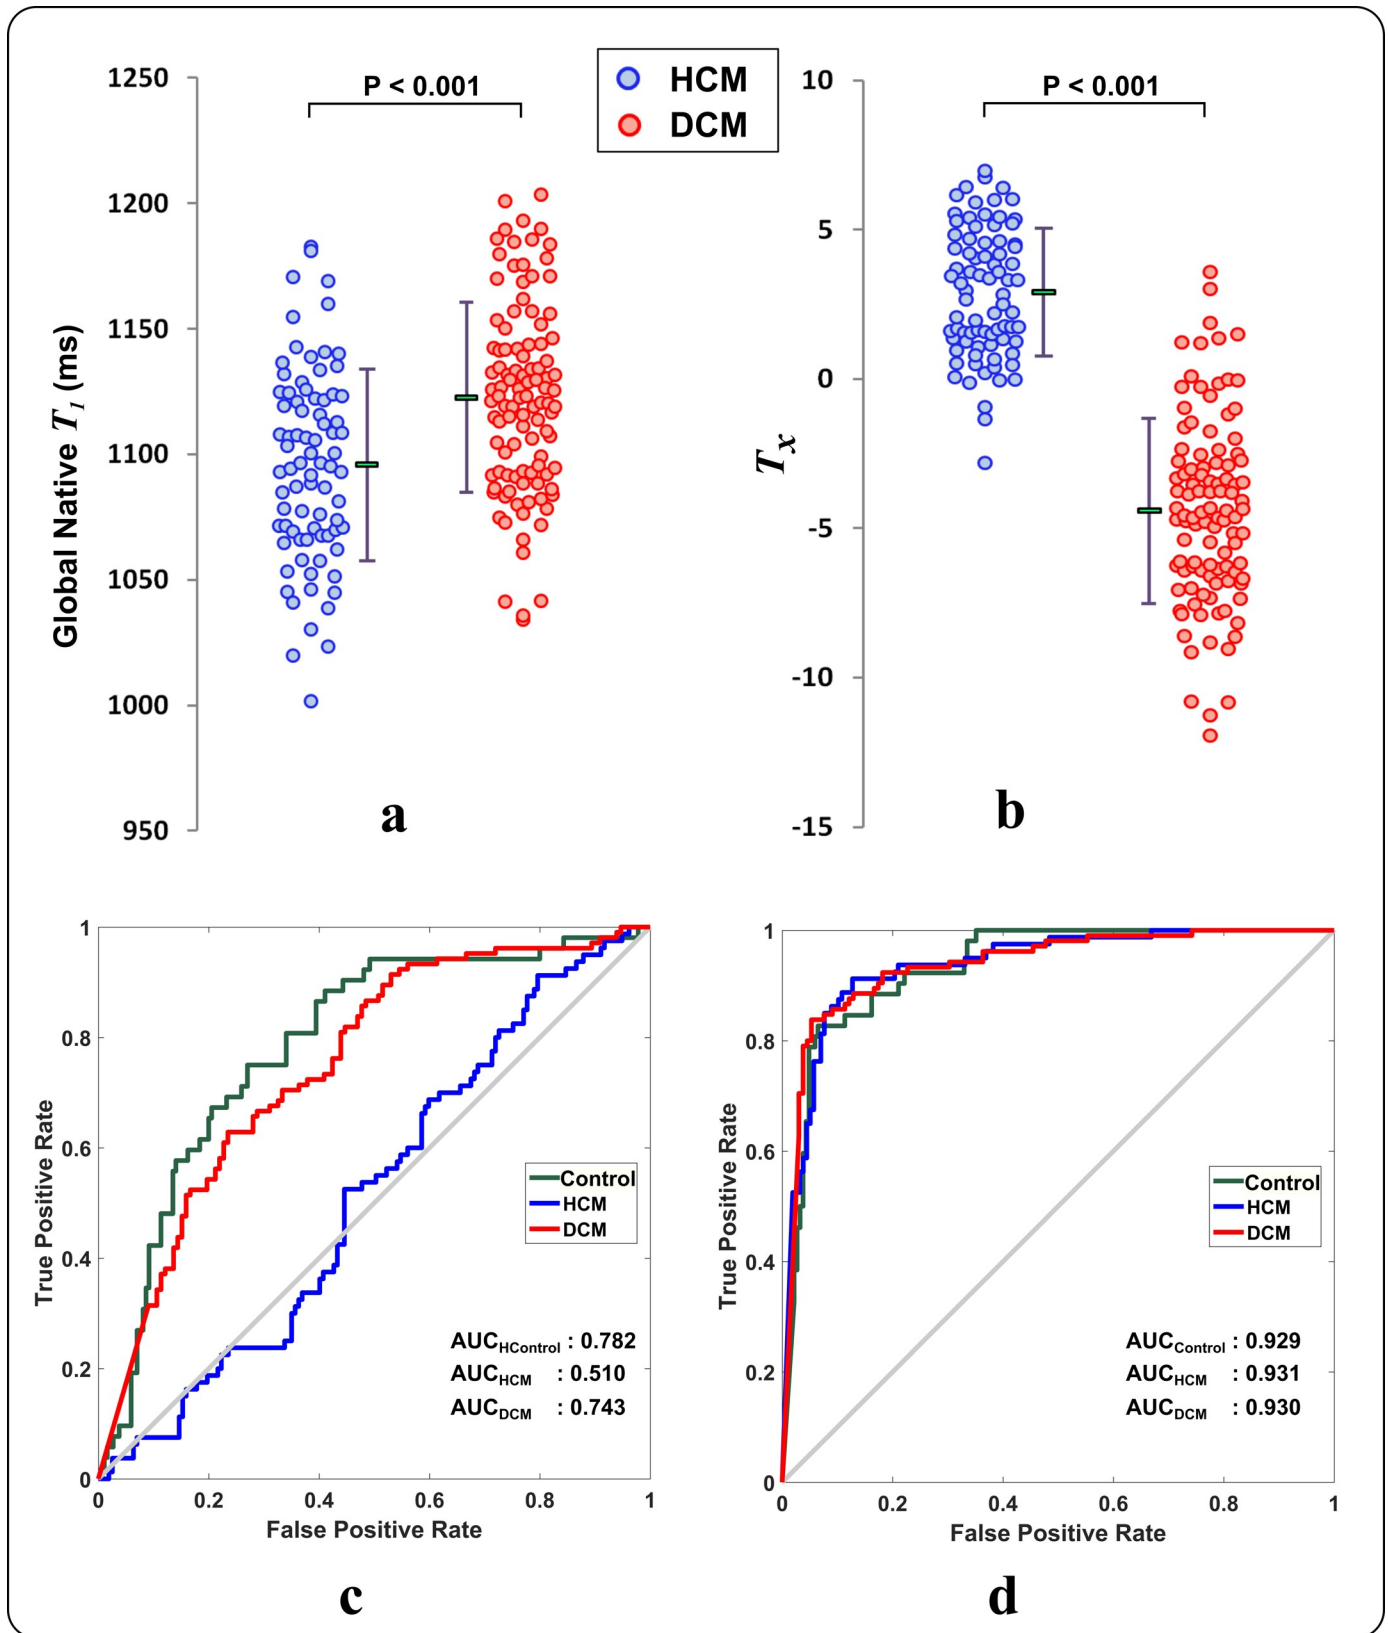 HCM
DCM
P < 0.001
1250
1200
1150
1100
1050
1000
950
Global Native T1 (ms)
a
P < 0.001
10
5
0
-5
-10
-15
Tx
b
1
0.8
0.6
0.4
0.2
0
True Positive Rate
Control
HCM
DCM
AUCHControl : 0.782
AUCHCM : 0.510
AUCDCM : 0.743
0 0.2 0.4 0.6 0.8 1
False Positive Rate
c
1
0.8
0.6
0.4
0.2
0
True Positive Rate
Control
HCM
DCM
AUCControl : 0.929
AUCHCM : 0.931
AUCDCM : 0.930
0 0.2 0.4 0.6 0.8 1
False Positive Rate
d